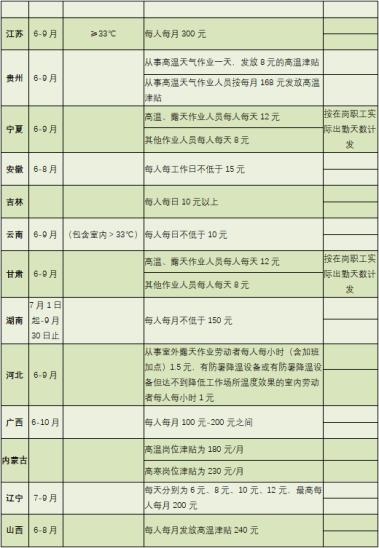 江苏 6-9 月 ≥33℃ 每人每月 300 元
贵州 6-9 月
从事高温天气作业一天，发放 8 元的高温津贴
从事高温天气作业人员按每月 168 元发放高温
津贴
宁夏 6-9 月
高温、露天作业人员每人每天 12 元
其他作业人员每人每天 8 元
按在岗职工实
际出勤天数计
发
安徽 6-8 月 每人每工作日不低于 15 元
吉林 每人每日 10 元以上
云南 6-9 月 （包含室内＞33℃） 每人每日不低于 10 元
甘肃 6-9 月
高温、露天作业人员每人每天 12 元
其他作业人员每人每天 8 元
按在岗职工实
际出勤天数计
发
湖南
7 月 1 日
起-9 月
30 日止
每人每月不低于 150 元
河北 6-9 月
从事室外露天作业劳动者每人每小时（含加班
加点）1.5 元、有防暑降温设备或有防暑降温设
备但达不到降低工作场所温度效果的室内劳动
者每人每小时 1 元
广西 6-10 月 每人每月 100 元-200 元之间
内蒙古
高温岗位津贴为 180 元/月
高寒岗位津贴为 230 元/月
辽宁 7-9 月
每天分别为 6 元、8 元、10 元、12 元．最高每
人每月 200 元
山西 6-8 月 每人每月发放高温津贴 240 元